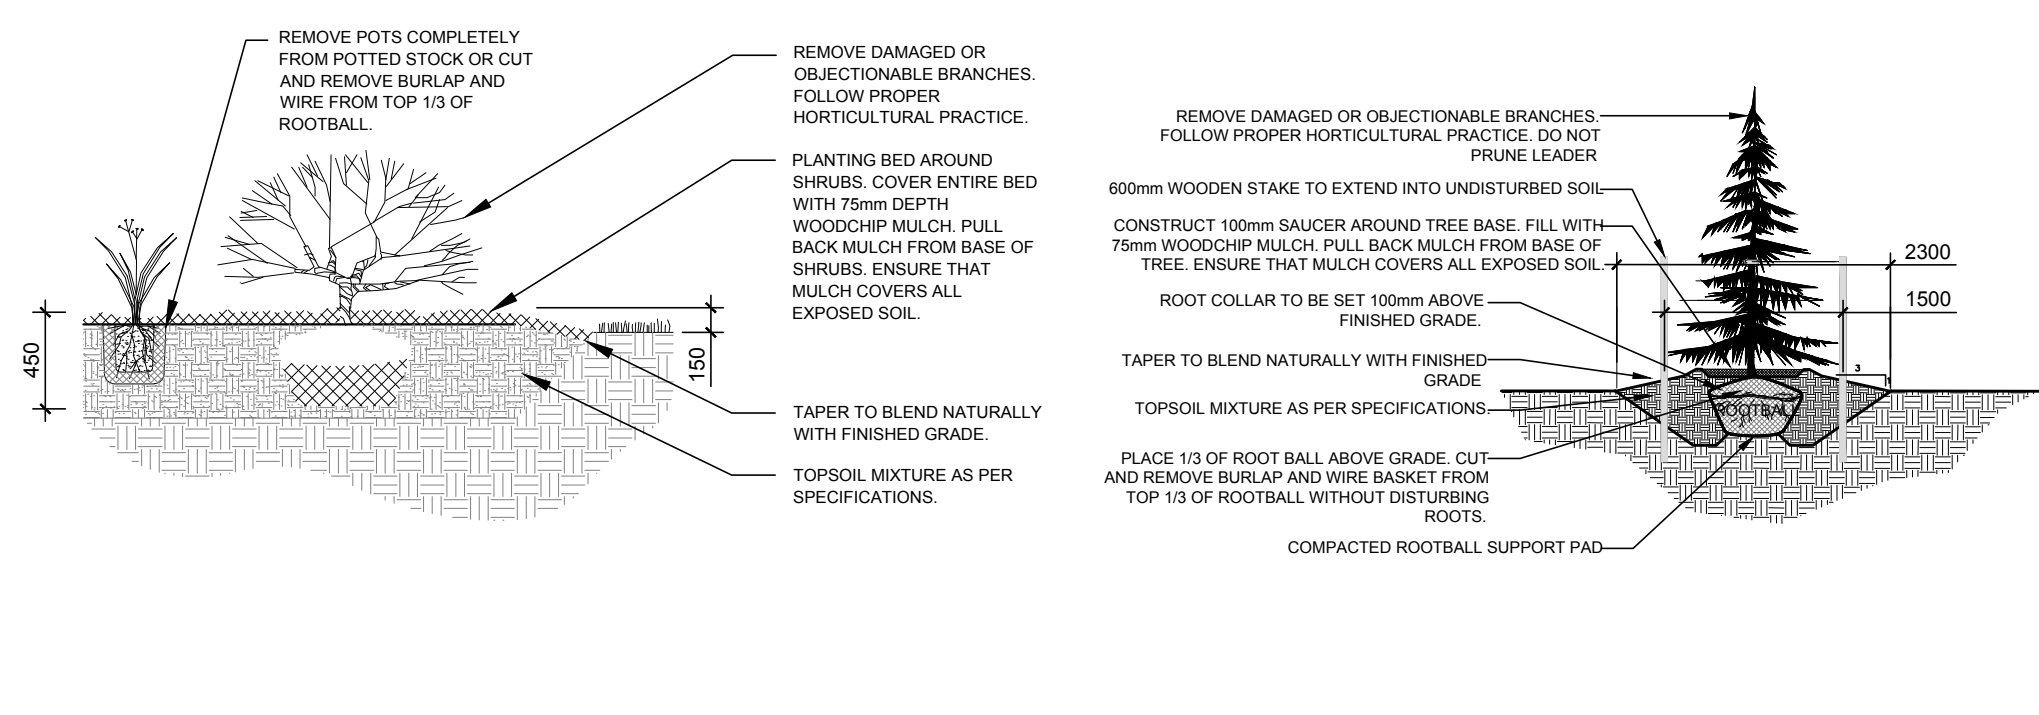 REMOVE POTS COMPLETELY
FROM POTTED STOCK OR CUT
AND REMOVE BURLAP AND
WIRE FROM TOP 1/3 OF
ROOTBALL.
REMOVE DAMAGED OR
OBJECTIONABLE BRANCHES.
FOLLOW PROPER
HORTICULTURAL PRACTICE.
PLANTING BED AROUND
SHRUBS. COVER ENTIRE BED
WITH 75mm DEPTH
WOODCHIP MULCH. PULL
BACK MULCH FROM BASE OF
SHRUBS. ENSURE THAT
MULCH COVERS ALL
EXPOSED SOIL.
450
150
TAPER TO BLEND NATURALLY
WITH FINISHED GRADE.
TOPSOIL MIXTURE AS PER
SPECIFICATIONS.
REMOVE DAMAGED OR OBJECTIONABLE BRANCHES.
FOLLOW PROPER HORTICULTURAL PRACTICE. DO NOT
PRUNE LEADER
600mm WOODEN STAKE TO EXTEND INTO UNDISTURBED SOIL
CONSTRUCT 100mm SAUCER AROUND TREE BASE. FILL WITH
75mm WOODCHIP MULCH. PULL BACK MULCH FROM BASE OF
TREE. ENSURE THAT MULCH COVERS ALL EXPOSED SOIL.
2300
1500
ROOT COLLAR TO BE SET 100mm ABOVE
FINISHED GRADE.
TAPER TO BLEND NATURALLY WITH FINISHED
GRADE
3
1
TOPSOIL MIXTURE AS PER SPECIFICATIONS.
ROOTBALL
PLACE 1/3 OF ROOT BALL ABOVE GRADE. CUT
AND REMOVE BURLAP AND WIRE BASKET FROM
TOP 1/3 OF ROOTBALL WITHOUT DISTURBING
ROOTS.
COMPACTED ROOTBALL SUPPORT PAD